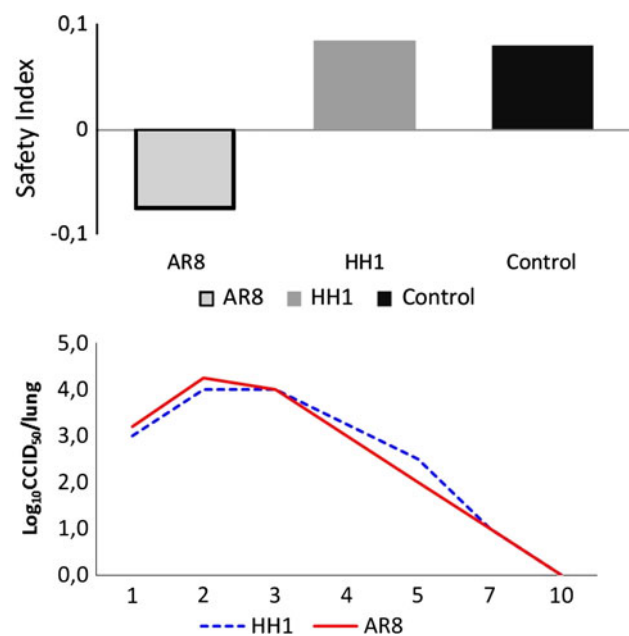 Safety Index
0,1
0
-0,1
AR8 HH1 Control
AR8 HH1 Control
Log₁₀CCID₅₀/lung
5,0
4,0
3,0
2,0
1,0
0,0
1 2 3 4 5 7 10
HH1 AR8